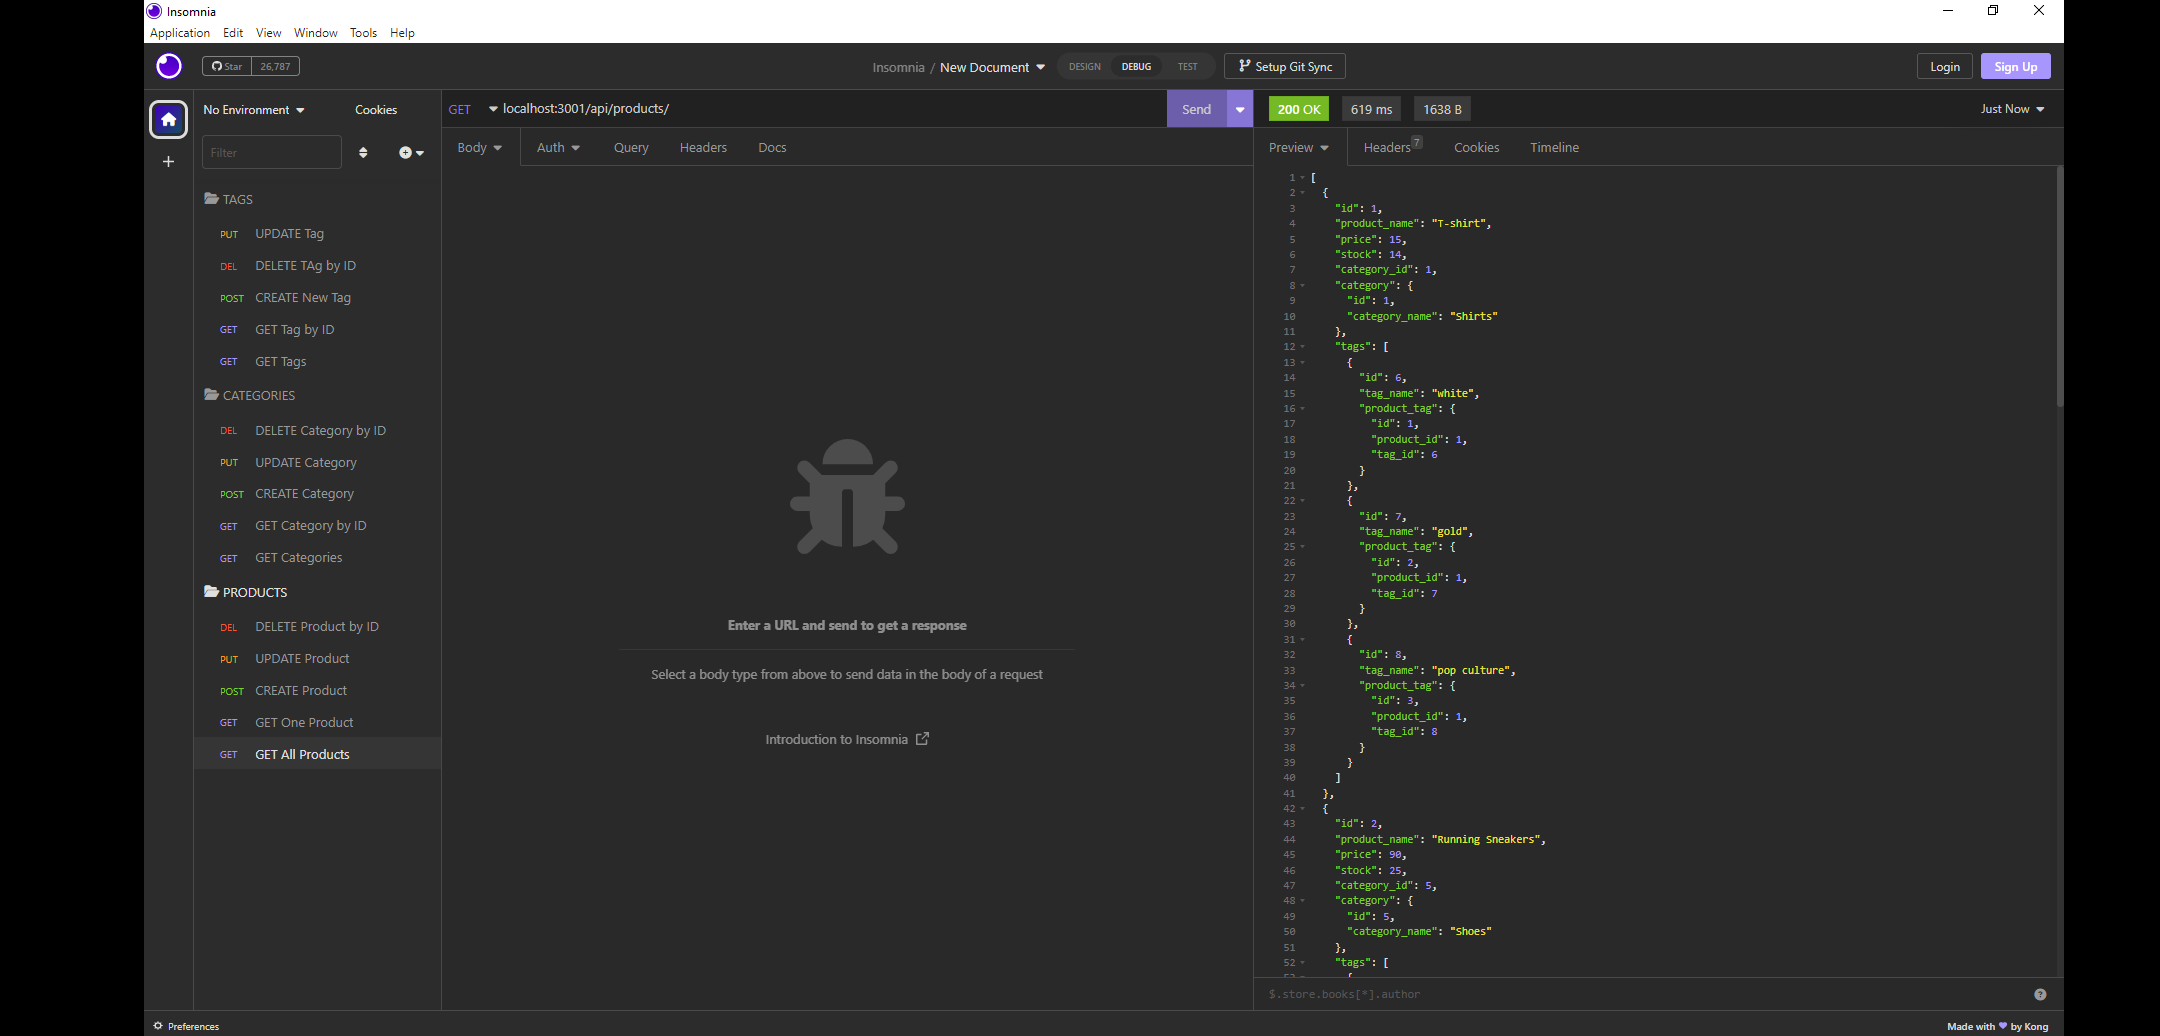 Insomnia
Application Edit View Window Tools Help
Star 26,787
Insomnia / New Document
DESIGN DEBUG TEST
Setup Git Sync
Login
Sign Up
No Environment
Cookies
Filter
TAGS
PUT UPDATE Tag
DEL DELETE TAg by ID
POST CREATE New Tag
GET GET Tag by ID
GET GET Tags
CATEGORIES
DEL DELETE Category by ID
PUT UPDATE Category
POST CREATE Category
GET GET Category by ID
GET GET Categories
PRODUCTS
DEL DELETE Product by ID
PUT UPDATE Product
POST CREATE Product
GET GET One Product
GET GET All Products
GET localhost:3001/api/products/
Send
Body Auth Query Headers Docs
Enter a URL and send to get a response
Select a body type from above to send data in the body of a request
Introduction to Insomnia
200 OK 619 ms 1638 B
Just Now
Preview Headers 7 Cookies Timeline
1 [
2 {
3 "id": 1,
4 "product_name": "T-shirt",
5 "price": 15,
6 "stock": 14,
7 "category_id": 1,
8 "category": {
9 "id": 1,
10 "category_name": "Shirts"
11 },
12 "tags": [
13 {
14 "id": 6,
15 "tag_name": "white",
16 "product_tag": {
17 "id": 1,
18 "product_id": 1,
19 "tag_id": 6
20 }
21 },
22 {
23 "id": 7,
24 "tag_name": "gold",
25 "product_tag": {
26 "id": 2,
27 "product_id": 1,
28 "tag_id": 7
29 }
30 },
31 {
32 "id": 8,
33 "tag_name": "pop culture",
34 "product_tag": {
35 "id": 3,
36 "product_id": 1,
37 "tag_id": 8
38 }
39 }
40 ]
41 },
42 {
43 "id": 2,
44 "product_name": "Running Sneakers",
45 "price": 90,
46 "stock": 25,
47 "category_id": 5,
48 "category": {
49 "id": 5,
50 "category_name": "Shoes"
51 },
52 "tags": [
$.store.books[*].author
Preferences
Made with 💜 by Kong